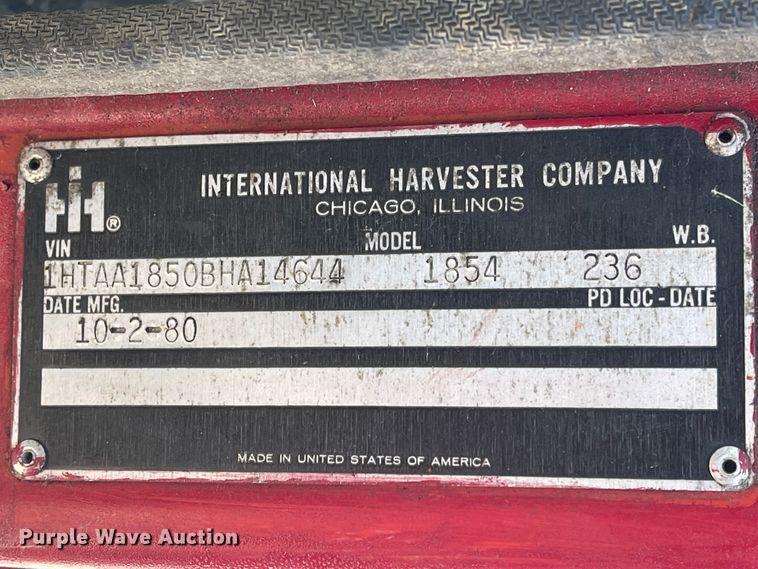 IH ®
INTERNATIONAL HARVESTER COMPANY
CHICAGO, ILLINOIS
VIN MODEL W.B.
1HTAA1850BHA14644 1854 236
DATE MFG. PD LOC-DATE
10-2-80
MADE IN UNITED STATES OF AMERICA
Purple Wave Auction